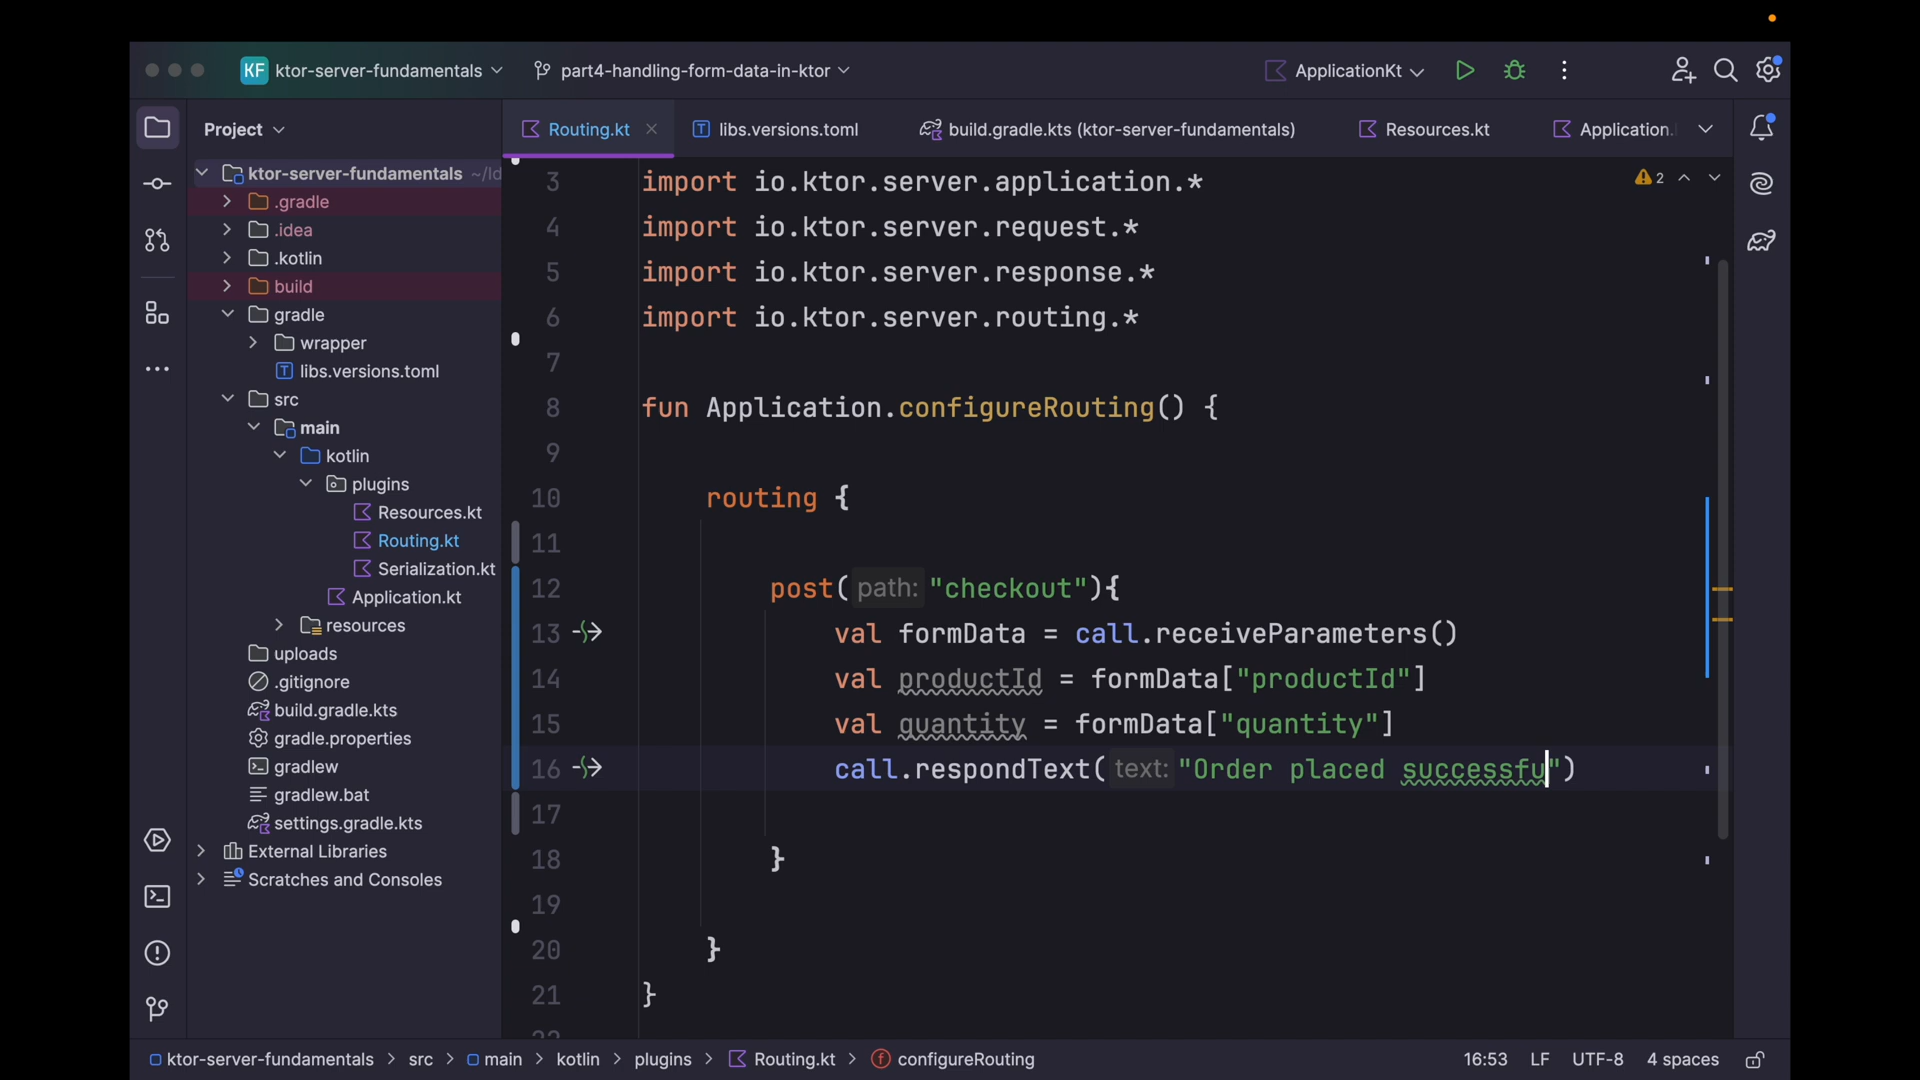 KF ktor-server-fundamentals part4-handling-form-data-in-ktor ApplicationKt
Project
Routing.kt libs.versions.toml build.gradle.kts (ktor-server-fundamentals) Resources.kt Application.
ktor-server-fundamentals ~/Id
.gradle
.idea
.kotlin
build
gradle
wrapper
libs.versions.toml
src
main
kotlin
plugins
Resources.kt
Routing.kt
Serialization.kt
Application.kt
resources
uploads
.gitignore
build.gradle.kts
gradle.properties
gradlew
gradlew.bat
settings.gradle.kts
External Libraries
Scratches and Consoles
2
3 import io.ktor.server.application.*
4 import io.ktor.server.request.*
5 import io.ktor.server.response.*
6 import io.ktor.server.routing.*
7
8 fun Application.configureRouting() {
9
10 routing {
11
12 post( path: "checkout"){
13 val formData = call.receiveParameters()
14 val productId = formData["productId"]
15 val quantity = formData["quantity"]
16 call.respondText( text: "Order placed successfu")
17
18 }
19
20 }
21 }
22
ktor-server-fundamentals > src > main > kotlin > plugins > Routing.kt > configureRouting 16:53 LF UTF-8 4 spaces